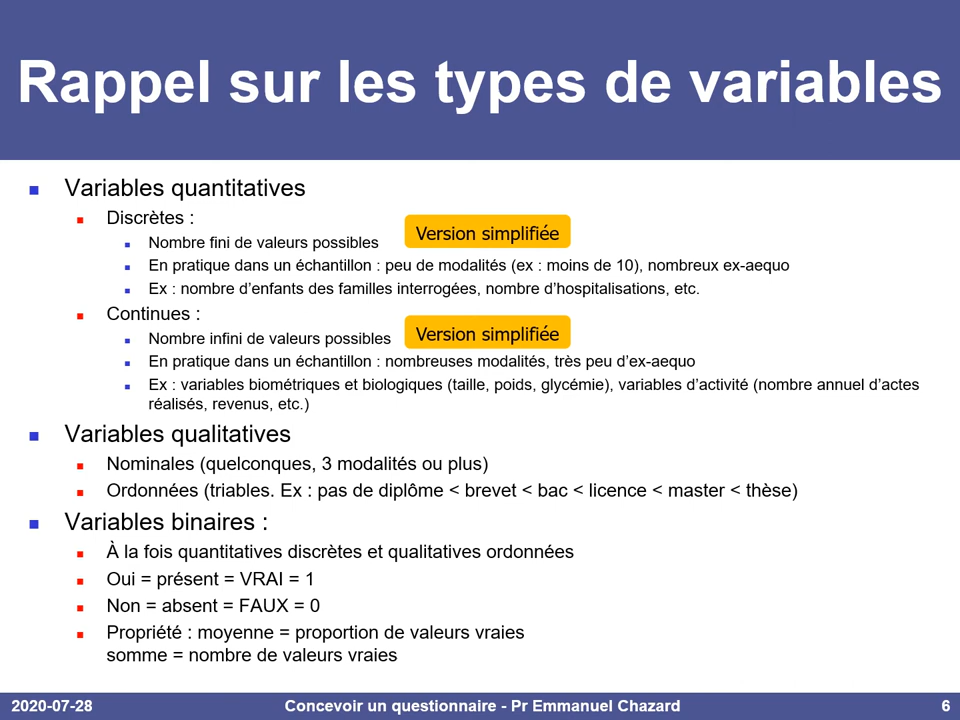 Rappel sur les types de variables
Variables quantitatives
Discrètes :
Version simplifiée
Nombre fini de valeurs possibles
En pratique dans un échantillon : peu de modalités (ex : moins de 10), nombreux ex-aequo
Ex : nombre d’enfants des familles interrogées, nombre d’hospitalisations, etc.
Continues :
Version simplifiée
Nombre infini de valeurs possibles
En pratique dans un échantillon : nombreuses modalités, très peu d’ex-aequo
Ex : variables biométriques et biologiques (taille, poids, glycémie), variables d’activité (nombre annuel d’actes
réalisés, revenus, etc.)
Variables qualitatives
Nominales (quelconques, 3 modalités ou plus)
Ordonnées (triables. Ex : pas de diplôme < brevet < bac < licence < master < thèse)
Variables binaires :
À la fois quantitatives discrètes et qualitatives ordonnées
Oui = présent = VRAI = 1
Non = absent = FAUX = 0
Propriété : moyenne = proportion de valeurs vraies
somme = nombre de valeurs vraies
2020-07-28 Concevoir un questionnaire - Pr Emmanuel Chazard 6